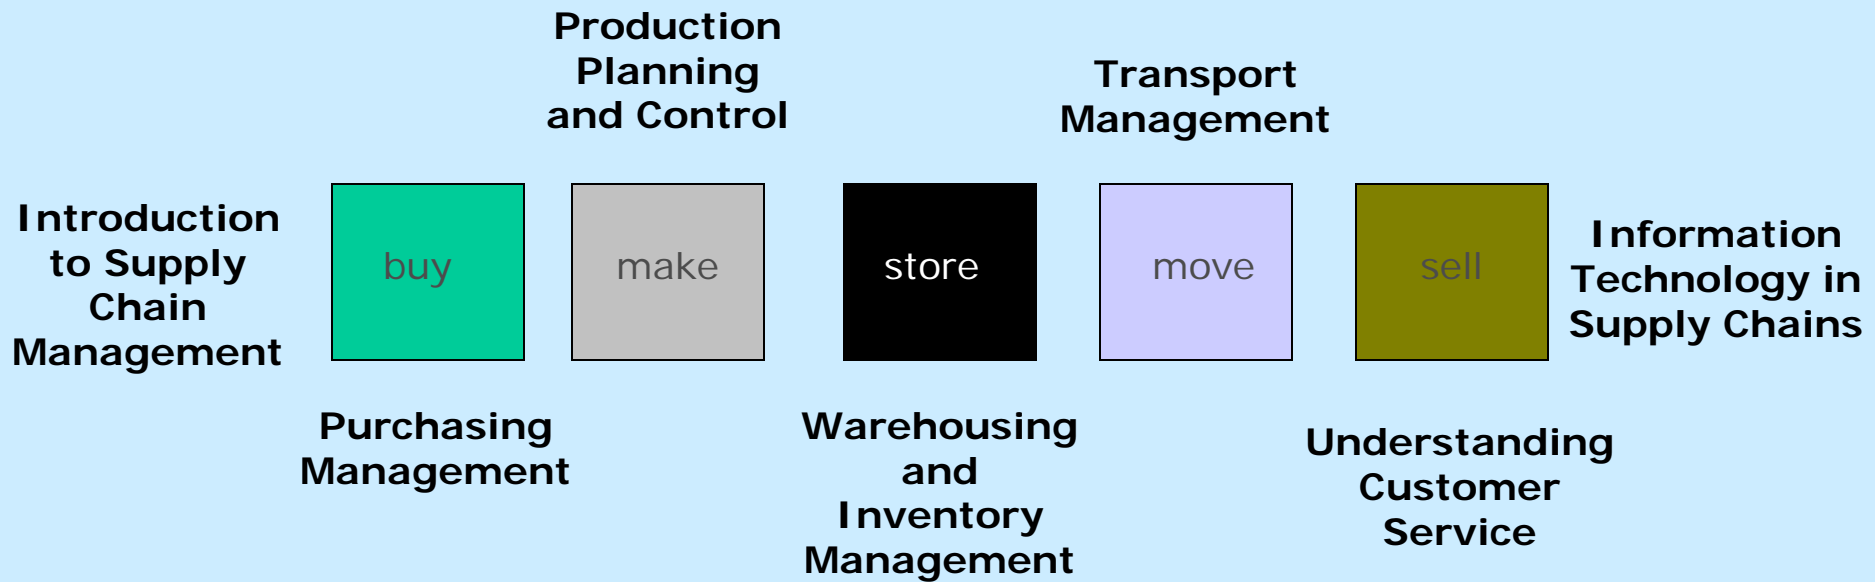 Production
Planning
and Control
Transport
Management
Introduction
to Supply
Chain
Management
buy
make
store
move
sell
Information
Technology in
Supply Chains
Purchasing
Management
Warehousing
and
Inventory
Management
Understanding
Customer
Service